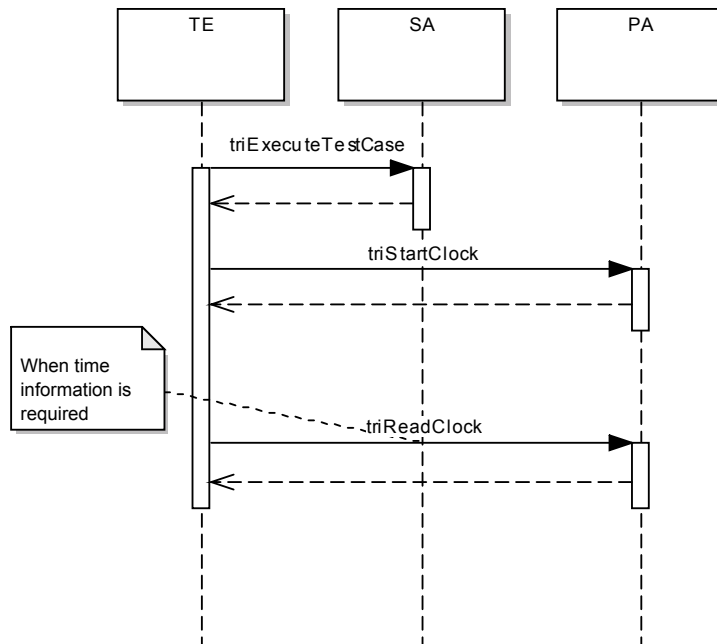 TE
SA
PA
triExecuteTestCase
triStartClock
When time
information is
required
triReadClock